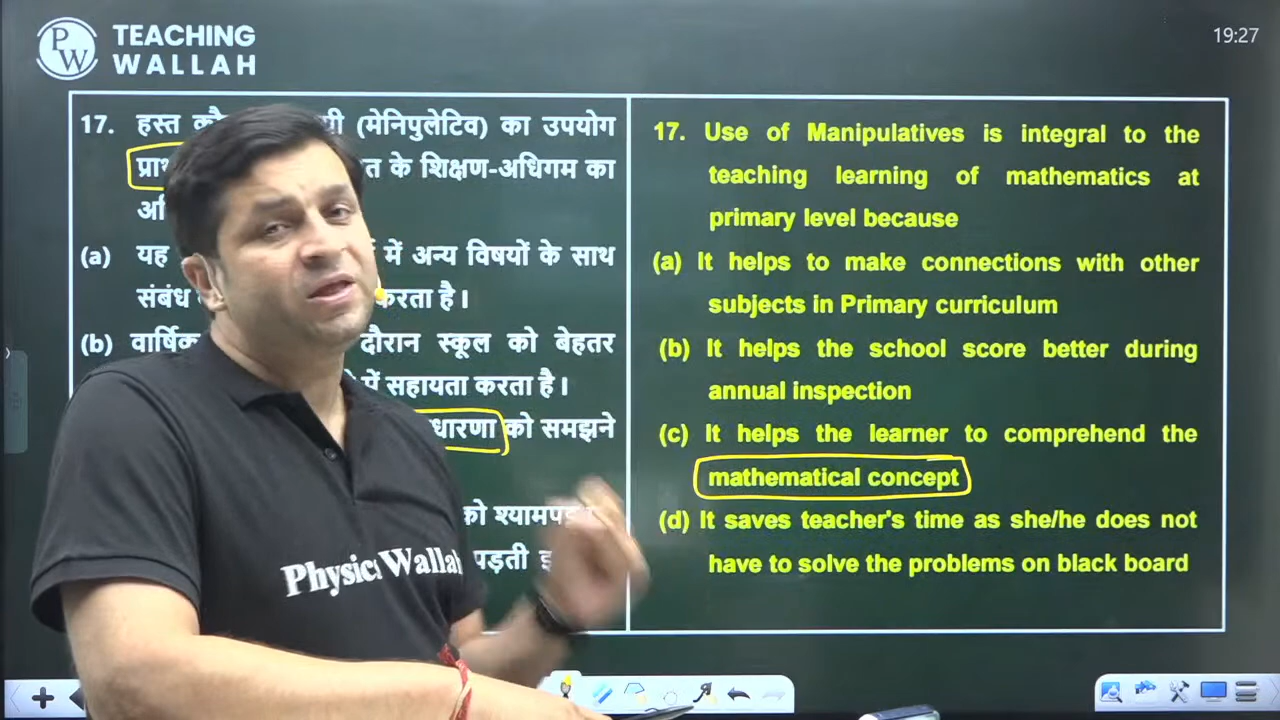 PW
TEACHING
WALLAH
19:27
17. हस्त (मेनिपुलेटिव) का उपयोग
के शिक्षण-अधिगम का
(a) यह में अन्य विषयों के साथ
संबंध करता है।
(b) दौरान स्कूल को बेहतर
में सहायता करता है।
को समझने
को
पड़ती
17. Use of Manipulatives is integral to the
teaching learning of mathematics at
primary level because
(a) It helps to make connections with other
subjects in Primary curriculum
(b) It helps the school score better during
annual inspection
(c) It helps the learner to comprehend the
mathematical concept
(d) It saves teacher's time as she/he does not
have to solve the problems on black board
Physics Wallah